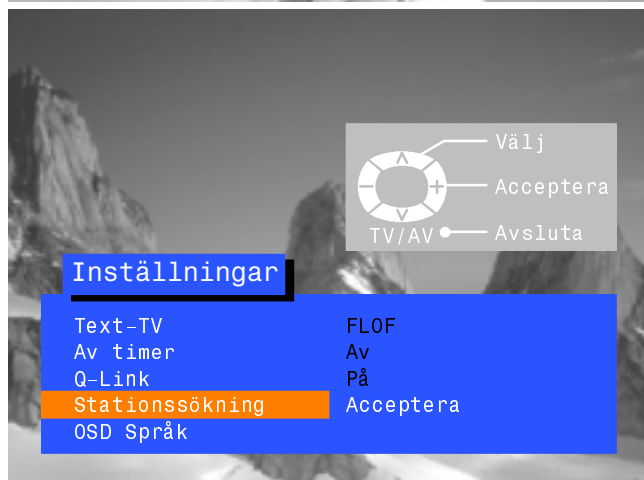 Välj
Acceptera
TV/AV Avsluta
Inställningar
Text-TV FLOF
Av timer Av
Q-Link På
Stationssökning Acceptera
OSD Språk